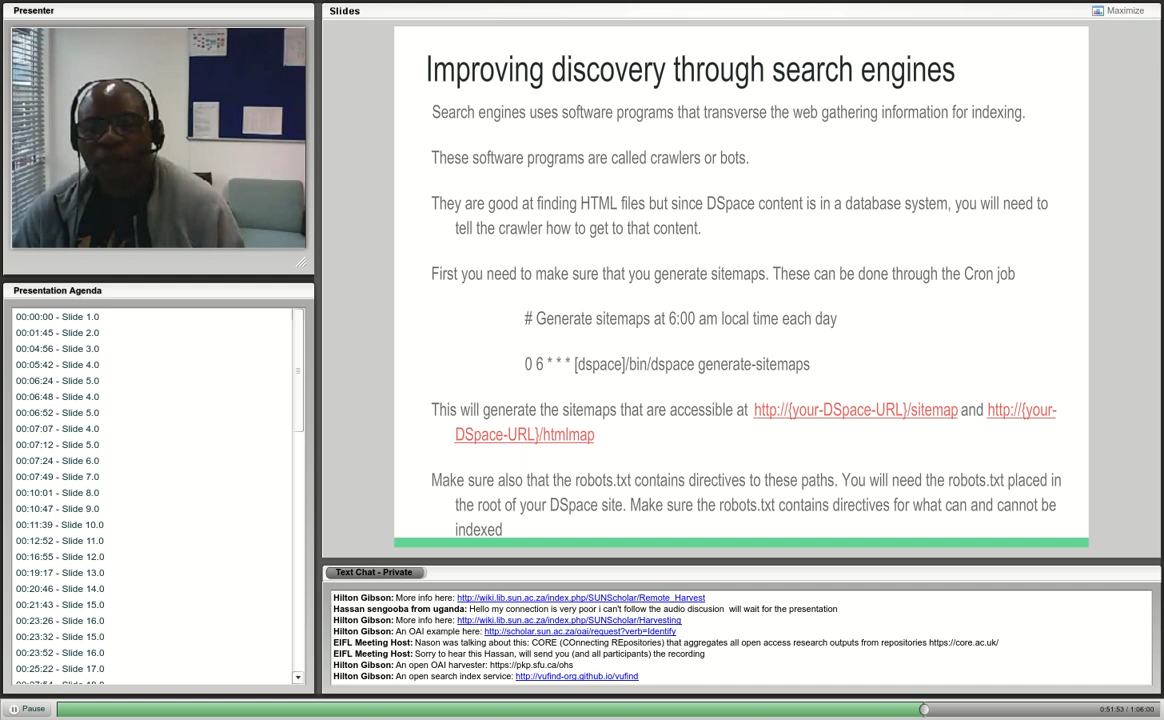 Presenter
Slides
Maximize
Improving discovery through search engines
Search engines uses software programs that transverse the web gathering information for indexing.
These software programs are called crawlers or bots.
They are good at finding HTML files but since DSpace content is in a database system, you will need to
tell the crawler how to get to that content.
First you need to make sure that you generate sitemaps. These can be done through the Cron job
# Generate sitemaps at 6:00 am local time each day
0 6 * * * [dspace]/bin/dspace generate-sitemaps
This will generate the sitemaps that are accessible at http://{your-DSpace-URL}/sitemap and http://{your-
DSpace-URL}/htmlmap
Make sure also that the robots.txt contains directives to these paths. You will need the robots.txt placed in
the root of your DSpace site. Make sure the robots.txt contains directives for what can and cannot be
indexed
Presentation Agenda
00:00:00 - Slide 1.0
00:01:45 - Slide 2.0
00:04:56 - Slide 3.0
00:05:42 - Slide 4.0
00:06:24 - Slide 5.0
00:06:48 - Slide 4.0
00:06:52 - Slide 5.0
00:07:07 - Slide 4.0
00:07:12 - Slide 5.0
00:07:24 - Slide 6.0
00:07:49 - Slide 7.0
00:10:01 - Slide 8.0
00:10:47 - Slide 9.0
00:11:39 - Slide 10.0
00:12:52 - Slide 11.0
00:16:55 - Slide 12.0
00:19:17 - Slide 13.0
00:20:46 - Slide 14.0
00:21:43 - Slide 15.0
00:23:26 - Slide 16.0
00:23:32 - Slide 15.0
00:23:52 - Slide 16.0
00:25:22 - Slide 17.0
Text Chat - Private
Hilton Gibson: More info here: http://wiki.lib.sun.ac.za/index.php/SUNScholar/Remote_Harvest
Hassan sengooba from uganda: Hello my connection is very poor i can't follow the audio discusion will wait for the presentation
Hilton Gibson: More info here: http://wiki.lib.sun.ac.za/index.php/SUNScholar/Harvesting
Hilton Gibson: An OAI example here: http://scholar.sun.ac.za/oai/request?verb=Identify
EIFL Meeting Host: Nason was talking about this: CORE (COnnecting REpositories) that aggregates all open access research outputs from repositories https://core.ac.uk/
EIFL Meeting Host: Sorry to hear this Hassan, will send you (and all participants) the recording
Hilton Gibson: An open OAI harvester: https://pkp.sfu.ca/ohs
Hilton Gibson: An open search index service: http://vufind-org.github.io/vufind
Pause
0:51:53 / 1:06:00